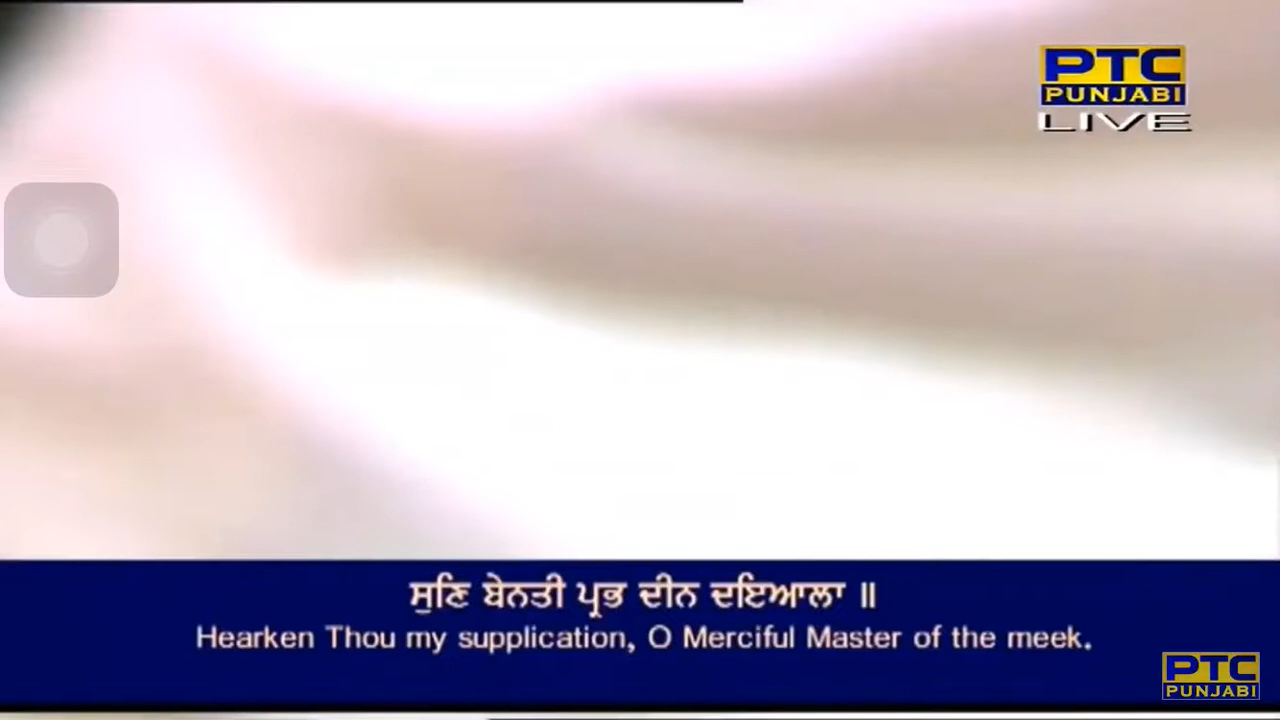 PTC
PUNJABI
LIVE
ਸੁਣਿ ਬੇਨਤੀ ਪ੍ਰਭ ਦੀਨ ਦਇਆਲਾ ॥
Hearken Thou my supplication, O Merciful Master of the meek.
PTC
PUNJABI